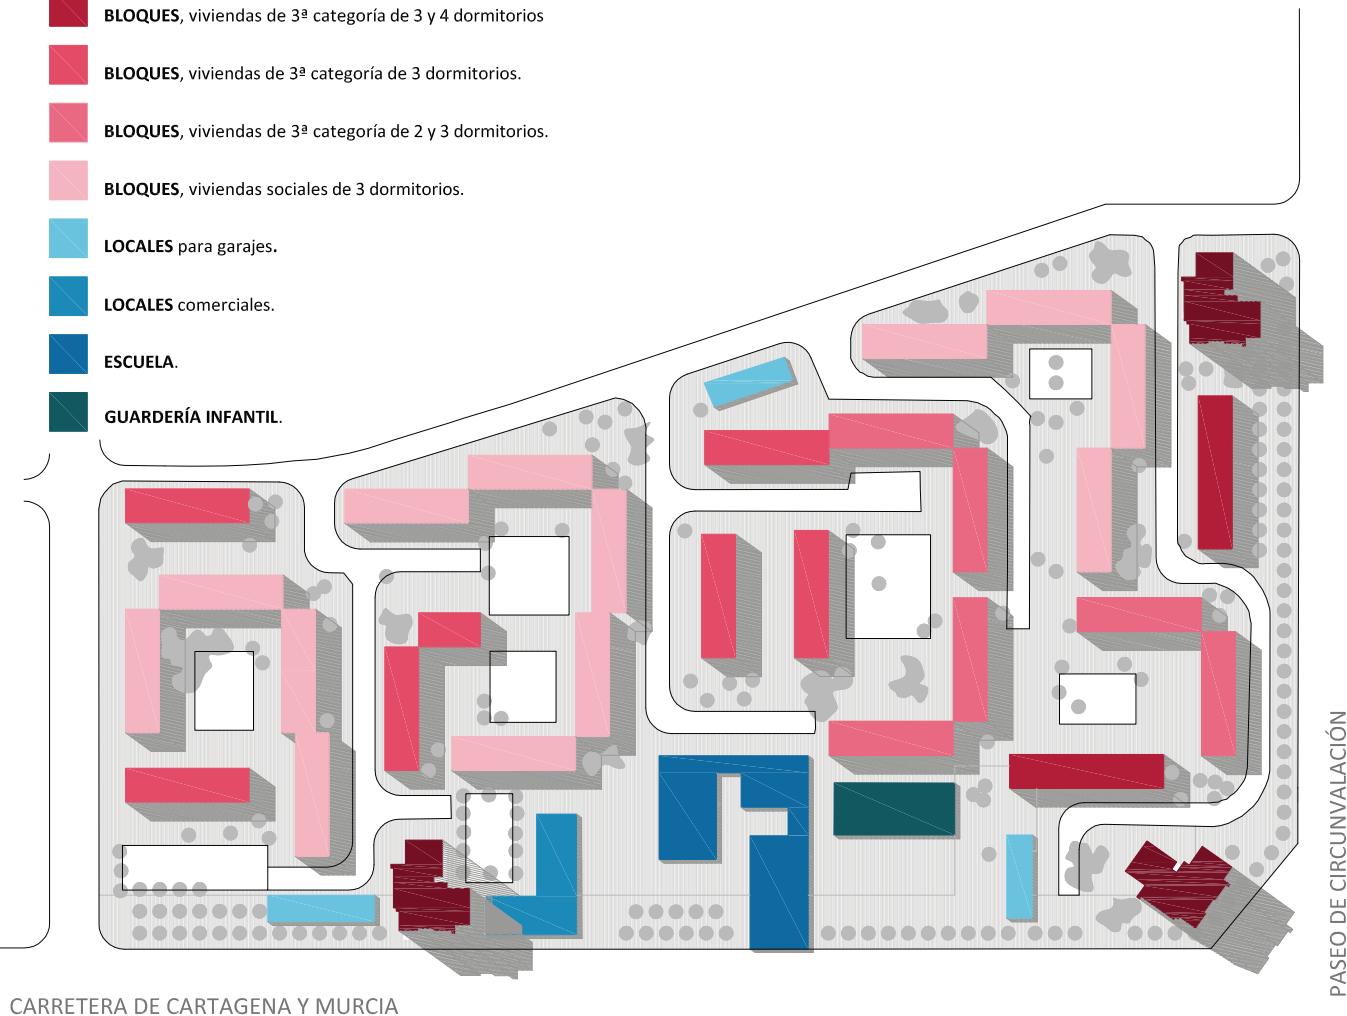 BLOQUES, viviendas de 3ª categoría de 3 y 4 dormitorios
BLOQUES, viviendas de 3ª categoría de 3 dormitorios.
BLOQUES, viviendas de 3ª categoría de 2 y 3 dormitorios.
BLOQUES, viviendas sociales de 3 dormitorios.
LOCALES para garajes.
LOCALES comerciales.
ESCUELA.
GUARDERÍA INFANTIL.
PASEO DE CIRCUNVALACIÓN
CARRETERA DE CARTAGENA Y MURCIA